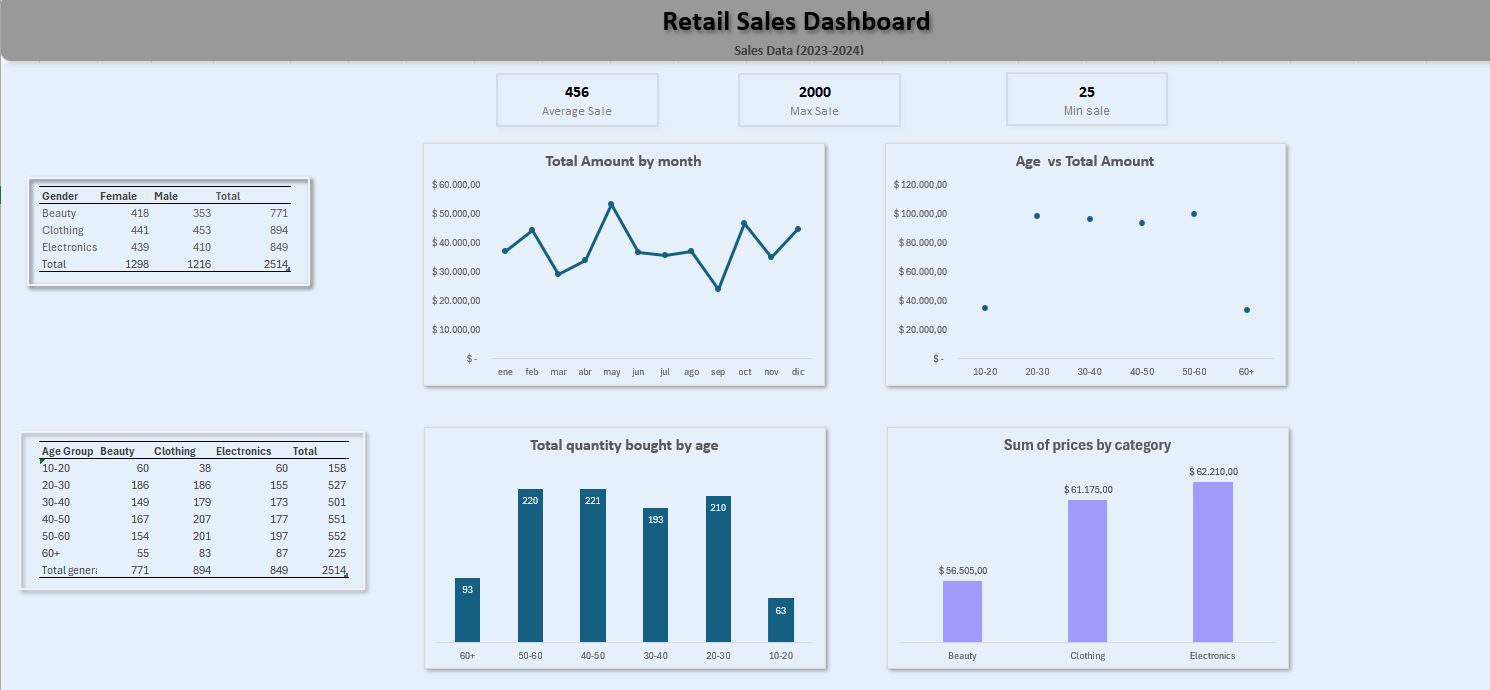 Retail Sales Dashboard
Sales Data (2023-2024)
456
Average Sale
2000
Max Sale
25
Min sale
Gender Female Male Total
Beauty 418 353 771
Clothing 441 453 894
Electronics 439 410 849
Total 1298 1216 2514
Total Amount by month
$ 60.000,00
$ 50.000,00
$ 40.000,00
$ 30.000,00
$ 20.000,00
$ 10.000,00
$ -
ene feb mar abr may jun jul ago sep oct nov dic
Age vs Total Amount
$ 120.000,00
$ 100.000,00
$ 80.000,00
$ 60.000,00
$ 40.000,00
$ 20.000,00
$ -
10-20 20-30 30-40 40-50 50-60 60+
Age Group Beauty Clothing Electronics Total
10-20 60 38 60 158
20-30 186 186 155 527
30-40 149 179 173 501
40-50 167 207 177 551
50-60 154 201 197 552
60+ 55 83 87 225
Total genera 771 894 849 2514
Total quantity bought by age
93 220 221 193 210 63
60+ 50-60 40-50 30-40 20-30 10-20
Sum of prices by category
$ 56.505,00 $ 61.175,00 $ 62.210,00
Beauty Clothing Electronics